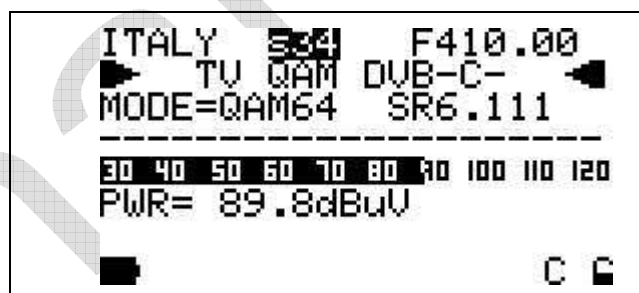 ITALY S34 F410.00
TV QAM DVB-C-
MODE=QAM64 SR6.111
30 40 50 60 70 80 90 100 110 120
PWR= 89.8dBuV
C